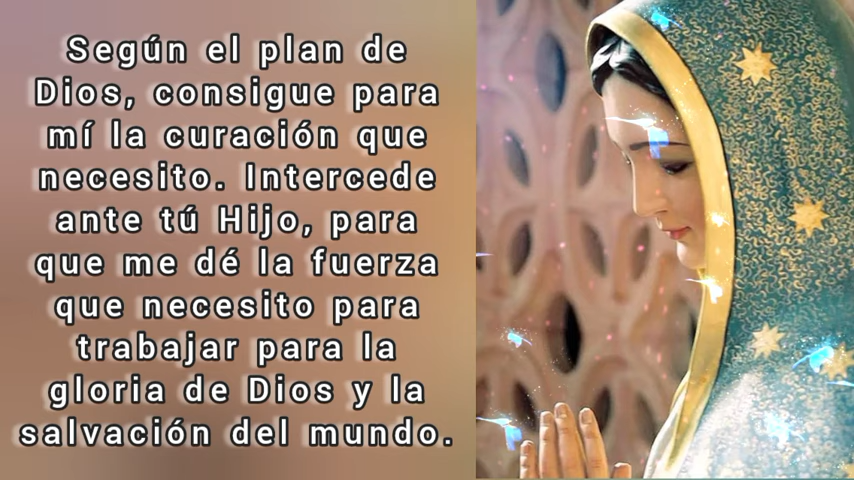 Según el plan de
Dios, consigue para
mí la curación que
necesito. Intercede
ante tú Hijo, para
que me dé la fuerza
que necesito para
trabajar para la
gloria de Dios y la
salvación del mundo.